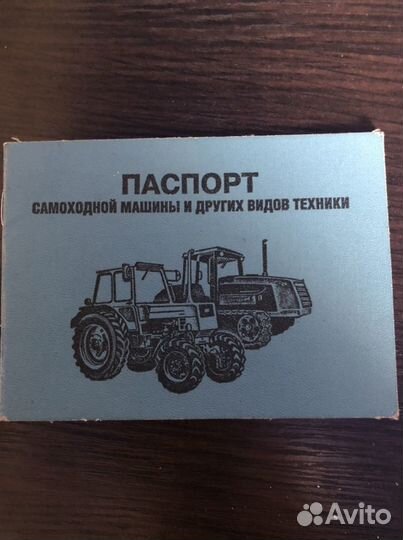 ПАСПОРТ
САМОХОДНОЙ МАШИНЫ И ДРУГИХ ВИДОВ ТЕХНИКИ
Avito